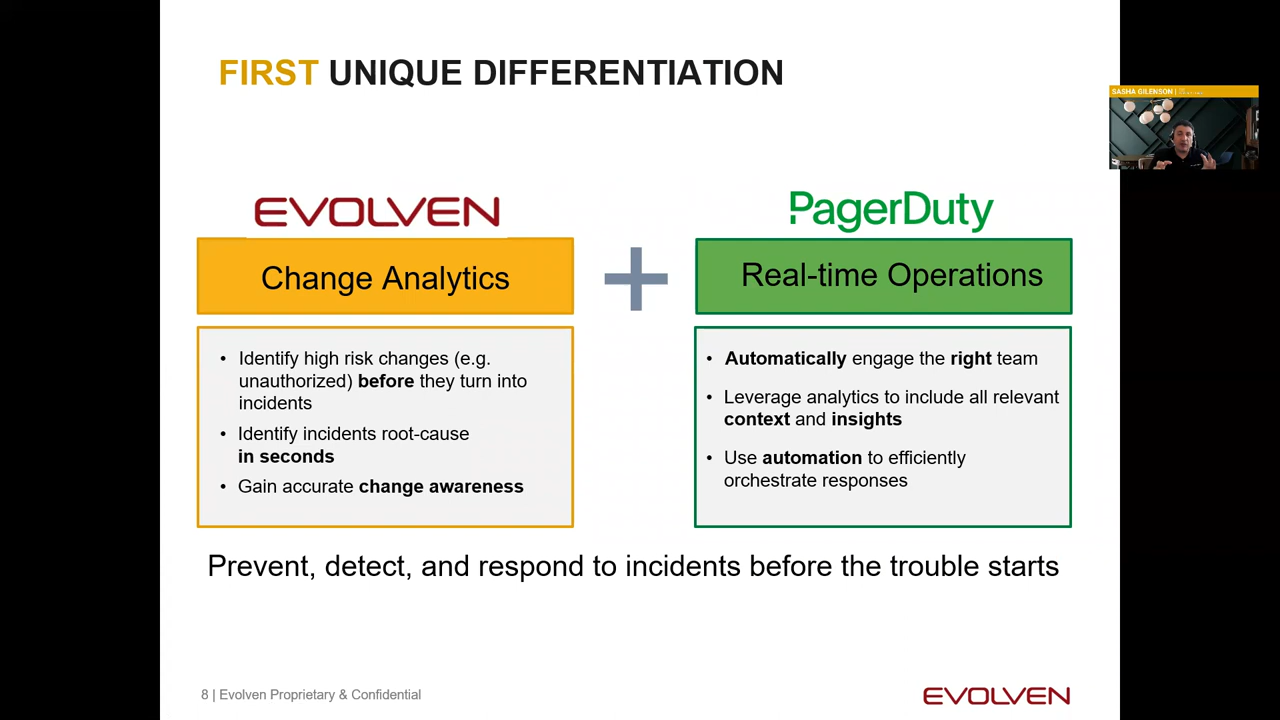 FIRST UNIQUE DIFFERENTIATION
SASHA GILENSON |
EVOLVEN
PagerDuty
Change Analytics
+
Real-time Operations
• Identify high risk changes (e.g.
unauthorized) before they turn into
incidents
• Identify incidents root-cause
in seconds
• Gain accurate change awareness
• Automatically engage the right team
• Leverage analytics to include all relevant
context and insights
• Use automation to efficiently
orchestrate responses
Prevent, detect, and respond to incidents before the trouble starts
8 | Evolven Proprietary & Confidential
EVOLVEN